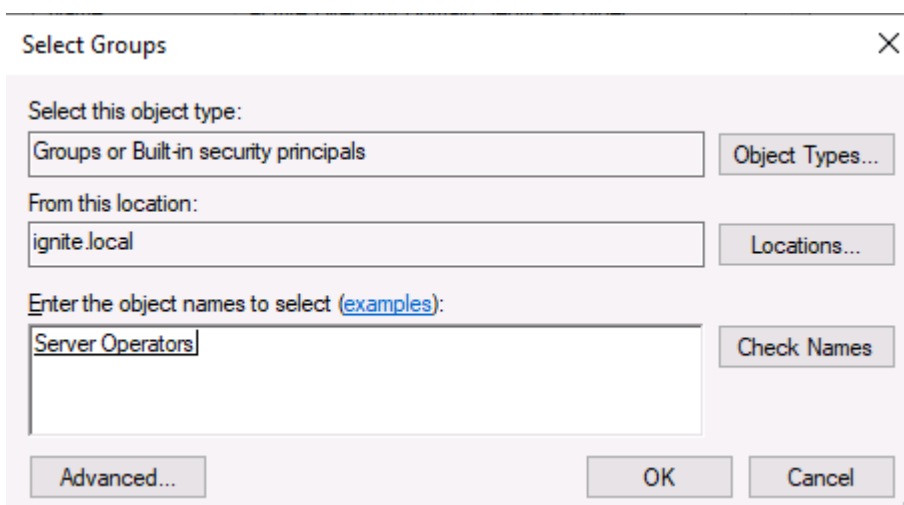 Select Groups
Select this object type:
Groups or Built-in security principals
Object Types...
From this location:
ignite.local
Locations...
Enter the object names to select (examples):
Server Operators
Check Names
Advanced...
OK
Cancel